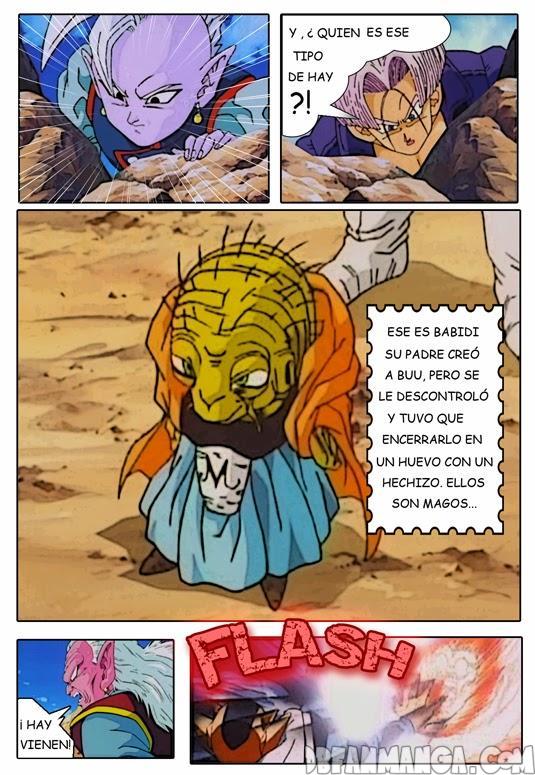 Y , ¿ QUIEN ES ESE
TIPO
DE HAY
?!
ESE ES BABIDI
SU PADRE CREÓ
A BUU, PERO SE
LE DESCONTROLÓ
Y TUVO QUE
ENCERRARLO EN
UN HUEVO CON UN
HECHIZO. ELLOS
SON MAGOS...
M
¡ HAY
VIENEN!
FLASH
DBFANMANGA.COM